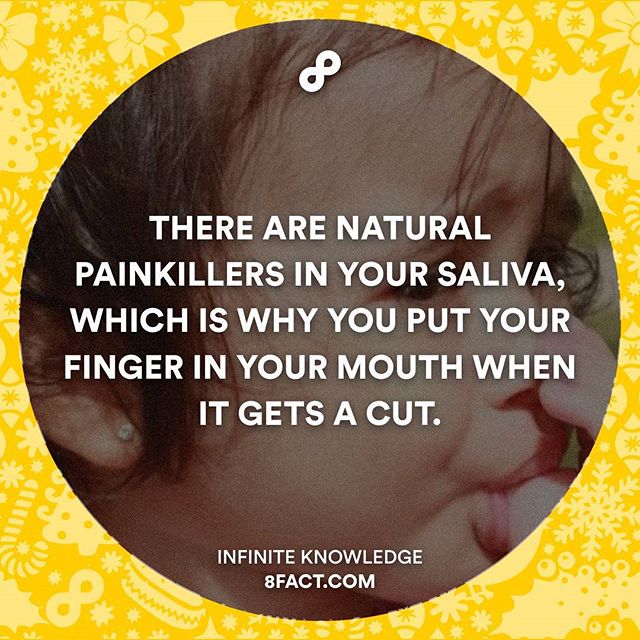 THERE ARE NATURAL
PAINKILLERS IN YOUR SALIVA,
WHICH IS WHY YOU PUT YOUR
FINGER IN YOUR MOUTH WHEN
IT GETS A CUT.
INFINITE KNOWLEDGE
8FACT.COM